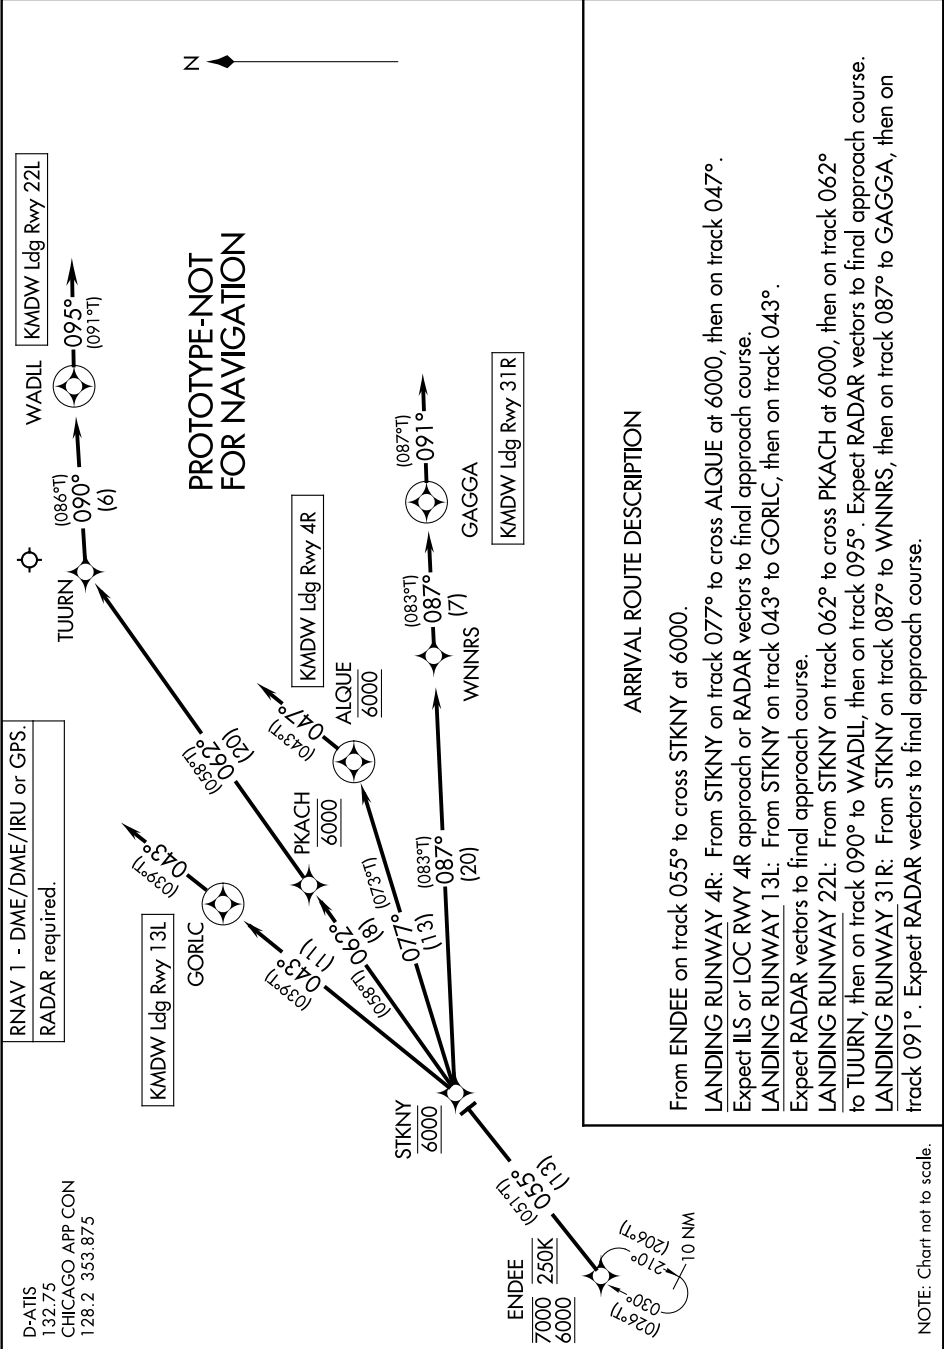 D-ATIS
132.75
CHICAGO APP CON
128.2 353.875
RNAV 1 - DME/DME/IRU or GPS.
RADAR required.
N
PROTOTYPE-NOT
FOR NAVIGATION
KMDW Ldg Rwy 22L
WADLL
095°
(091°T)
(086°T)
090°
(6)
TUURN
(058°T)
062°
(20)
KMDW Ldg Rwy 13L
GORLC
043°
(039°T)
043°
(039°T)
(11)
PKACH
6000
062°
(058°T)
(8)
KMDW Ldg Rwy 4R
ALQUE
6000
047°
(043°T)
(073°T)
077°
(13)
KMDW Ldg Rwy 31R
GAGGA
(087°T)
091°
(083°T)
087°
(7)
WNNRS
(083°T)
087°
(20)
STKNY
6000
(051°T)
055°
(13)
ENDEE
7000 250K
6000
210°
(206°T)
030°
(026°T)
10 NM
ARRIVAL ROUTE DESCRIPTION
From ENDEE on track 055° to cross STKNY at 6000.
LANDING RUNWAY 4R: From STKNY on track 077° to cross ALQUE at 6000, then on track 047°.
Expect ILS or LOC RWY 4R approach or RADAR vectors to final approach course.
LANDING RUNWAY 13L: From STKNY on track 043° to GORLC, then on track 043°.
Expect RADAR vectors to final approach course.
LANDING RUNWAY 22L: From STKNY on track 062° to cross PKACH at 6000, then on track 062°
to TUURN, then on track 090° to WADLL, then on track 095°. Expect RADAR vectors to final approach course.
LANDING RUNWAY 31R: From STKNY on track 087° to WNNRS, then on track 087° to GAGGA, then on
track 091°. Expect RADAR vectors to final approach course.
NOTE: Chart not to scale.